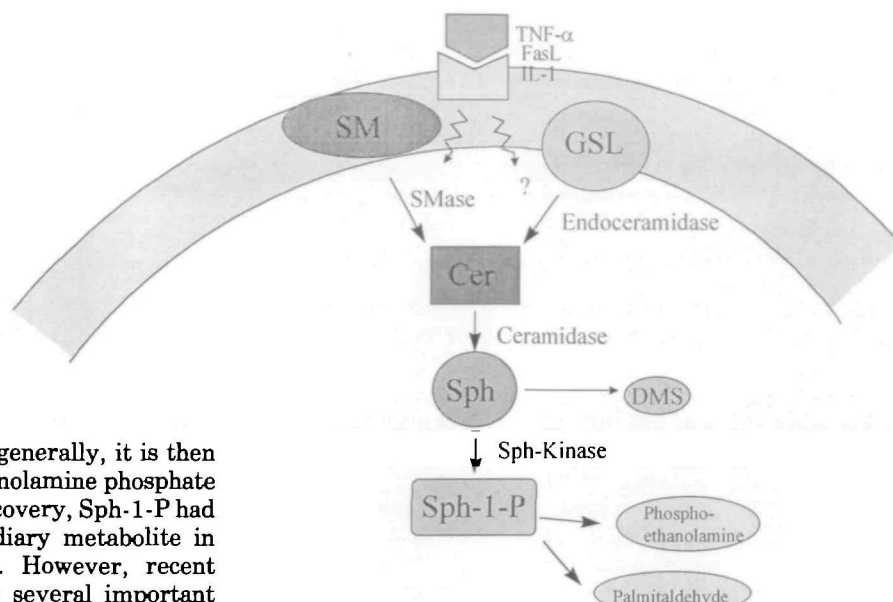 TNF-α
FasL
IL-1
SM
GSL
?
SMase
Endoceramidase
Cer
Ceramidase
Sph
DMS
Sph-Kinase
Sph-1-P
Phospho-
ethanolamine
Palmitaldehyde
generally, it is then
nolamine phosphate
covery, Sph-1-P had
diary metabolite in
. However, recent
several important